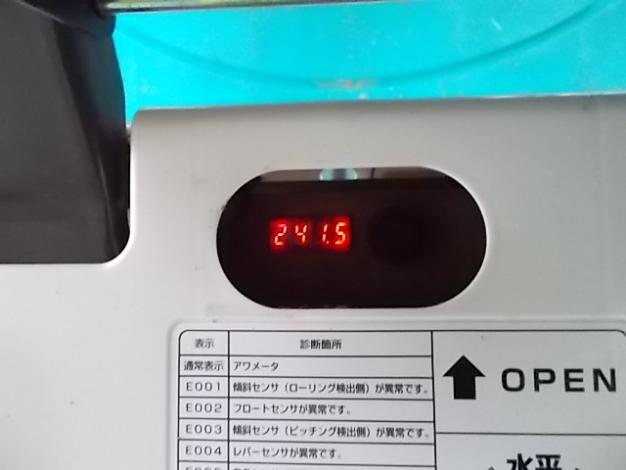 241.5
表示 診断箇所
通常表示 アワメータ
E001 傾斜センサ（ローリング検出側）が異常です。
E002 フロートセンサが異常です。
E003 傾斜センサ（ピッチング検出側）が異常です。
E004 レバーセンサが異常です。
OPEN
水平